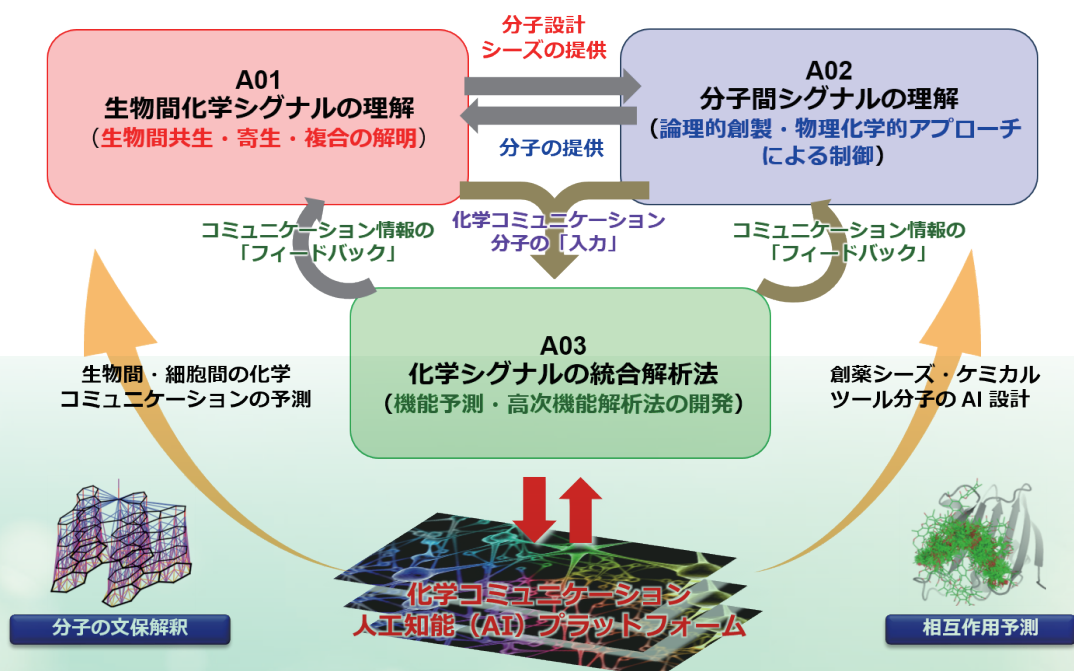 分子設計
シーズの提供
A01
生物間化学シグナルの理解
（生物間共生・寄生・複合の解明）
A02
分子間シグナルの理解
（論理的創製・物理化学的アプローチ
による制御）
分子の提供
コミュニケーション情報の
「フィードバック」
化学コミュニケーション
分子の「入力」
コミュニケーション情報の
「フィードバック」
A03
化学シグナルの統合解析法
（機能予測・高次機能解析法の開発）
生物間・細胞間の化学
コミュニケーションの予測
創薬シーズ・ケミカル
ツール分子の AI 設計
化学コミュニケーション
人工知能（AI）プラットフォーム
分子の文保解釈
相互作用予測